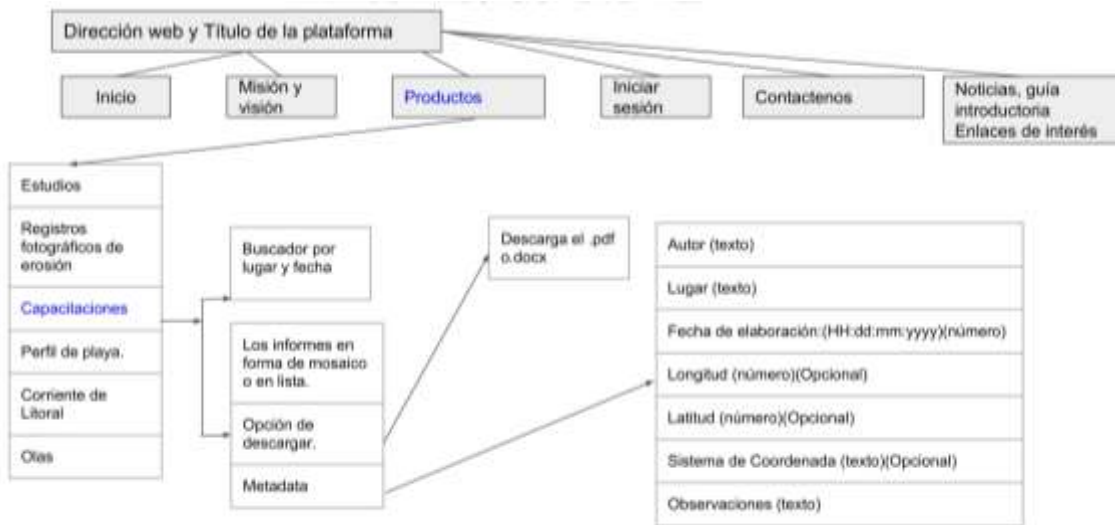 Dirección web y Título de la plataforma
Inicio
Misión y
visión
Productos
Iniciar
sesión
Contactenos
Noticias, guía
introductoria
Enlaces de interés
Estudios
Registros
fotográficos de
erosión
Capacitaciones
Perfil de playa.
Corriente de
Litoral
Olas
Buscador por
lugar y fecha
Los informes en
forma de mosaico
o en lista.
Opción de
descargar.
Metadata
Descarga el .pdf
o.docx
Autor (texto)
Lugar (texto)
Fecha de elaboración:(HH:dd:mm:yyyy)(número)
Longitud (número)(Opcional)
Latitud (número)(Opcional)
Sistema de Coordenada (texto)(Opcional)
Observaciones (texto)